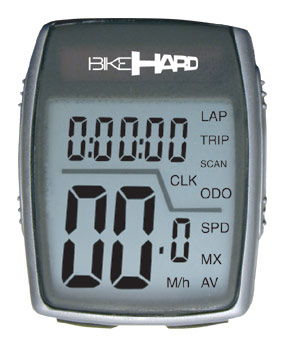 BIKEHARD
LAP
0:00:00 TRIP
SCAN
CLK
ODO
00.0 SPD
MX
M/h AV